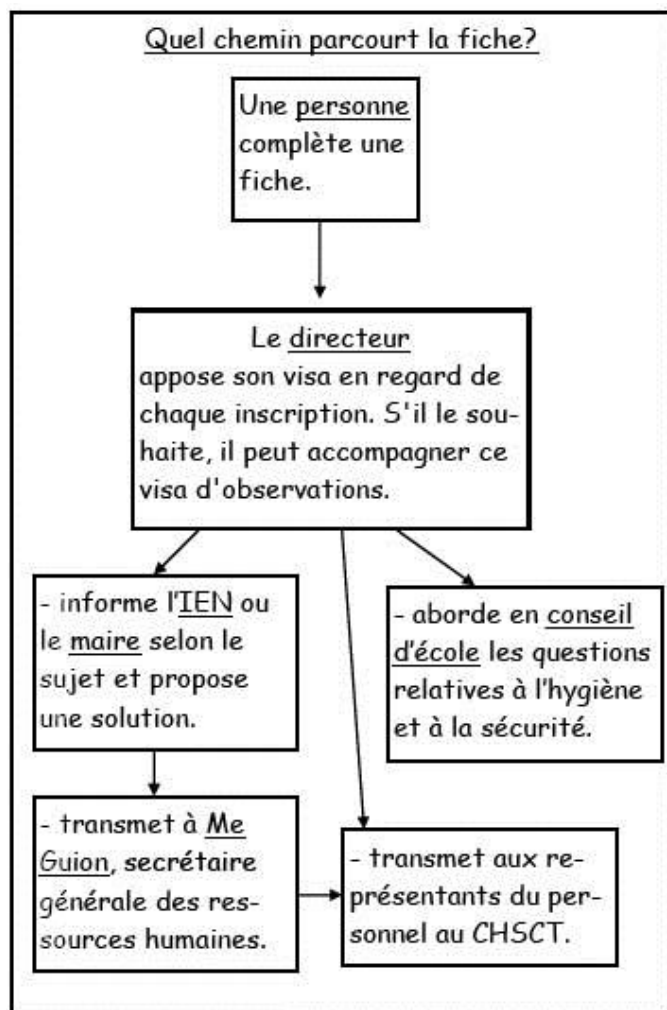 Quel chemin parcourt la fiche?
Une personne
complète une
fiche.
Le directeur
appose son visa en regard de
chaque inscription. S'il le sou-
haite, il peut accompagner ce
visa d'observations.
- informe l'IEN ou
le maire selon le
sujet et propose
une solution.
- aborde en conseil
d'école les questions
relatives à l'hygiène
et à la sécurité.
- transmet à Me
Guion, secrétaire
générale des res-
sources humaines.
- transmet aux re-
présentants du per-
sonnel au CHSCT.